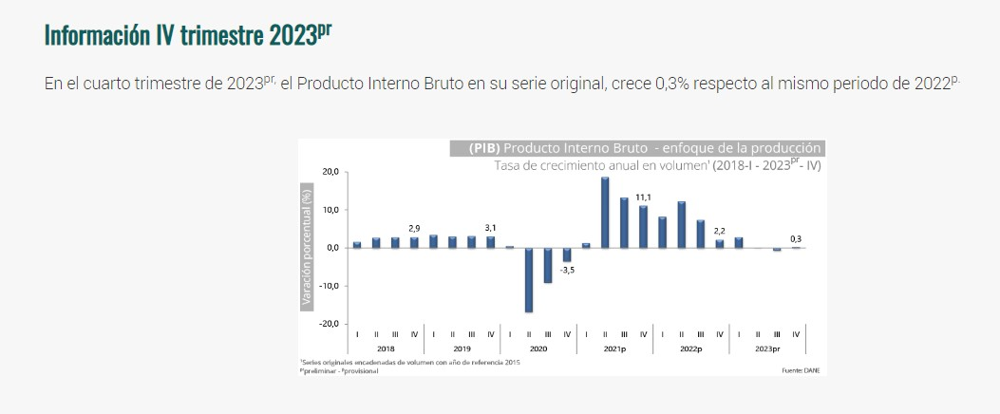 Información IV trimestre 2023pr
En el cuarto trimestre de 2023pr, el Producto Interno Bruto en su serie original, crece 0,3% respecto al mismo periodo de 2022p.
(PIB) Producto Interno Bruto - enfoque de la producción
Tasa de crecimiento anual en volumen¹ (2018-I - 2023pr- IV)
Varación porcentual (%)
20,0
10,0
0,0
-10,0
-20,0
2,9
3,1
-3,5
11,1
2,2
0,3
I II III IV I II III IV I II III IV I II III IV I II III IV I II III IV
2018 2019 2020 2021p 2022p 2023pr
¹Series originales encadenadas de volumen con año de referencia 2015
prpreliminar - pprovisional
Fuente: DANE